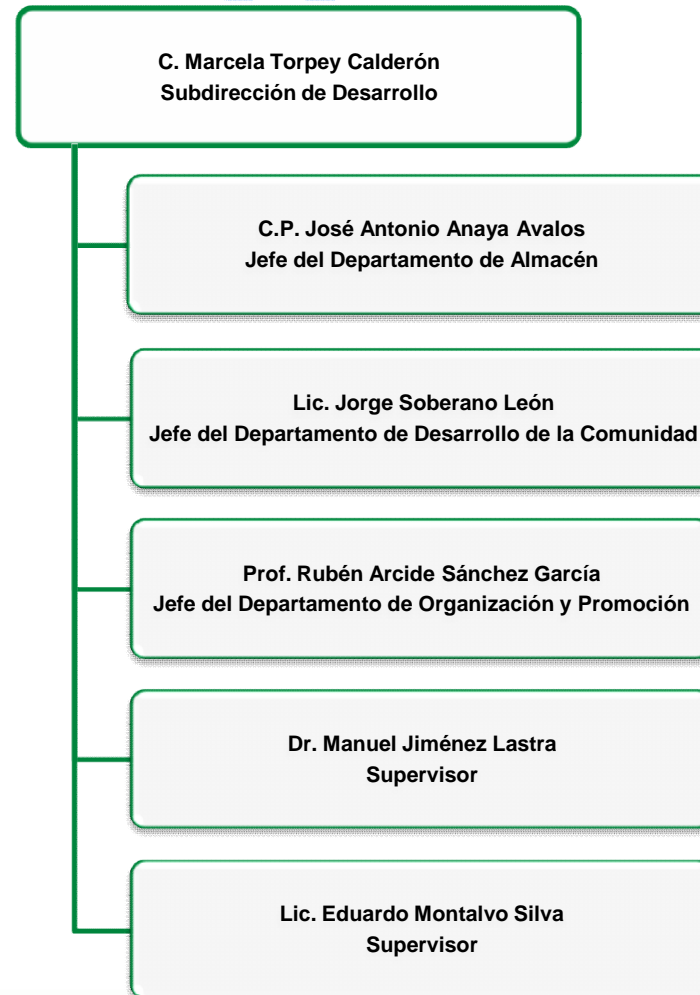 C. Marcela Torpey Calderón
Subdirección de Desarrollo
C.P. José Antonio Anaya Avalos
Jefe del Departamento de Almacén
Lic. Jorge Soberano León
Jefe del Departamento de Desarrollo de la Comunidad
Prof. Rubén Arcide Sánchez García
Jefe del Departamento de Organización y Promoción
Dr. Manuel Jiménez Lastra
Supervisor
Lic. Eduardo Montalvo Silva
Supervisor